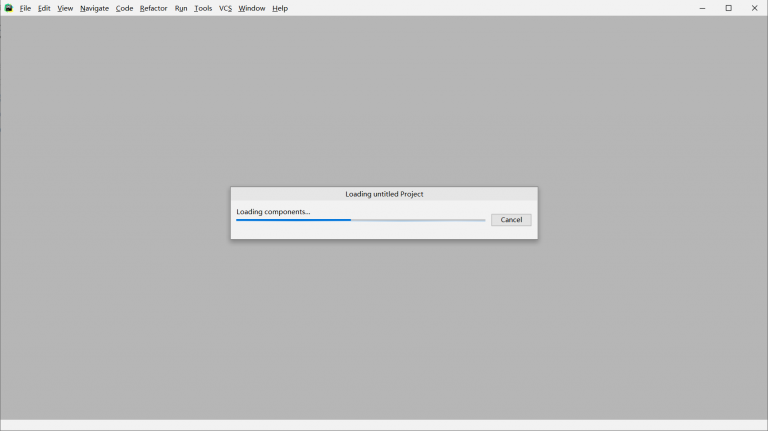 File Edit View Navigate Code Refactor Run Tools VCS Window Help
Loading untitled Project
Loading components...
Cancel